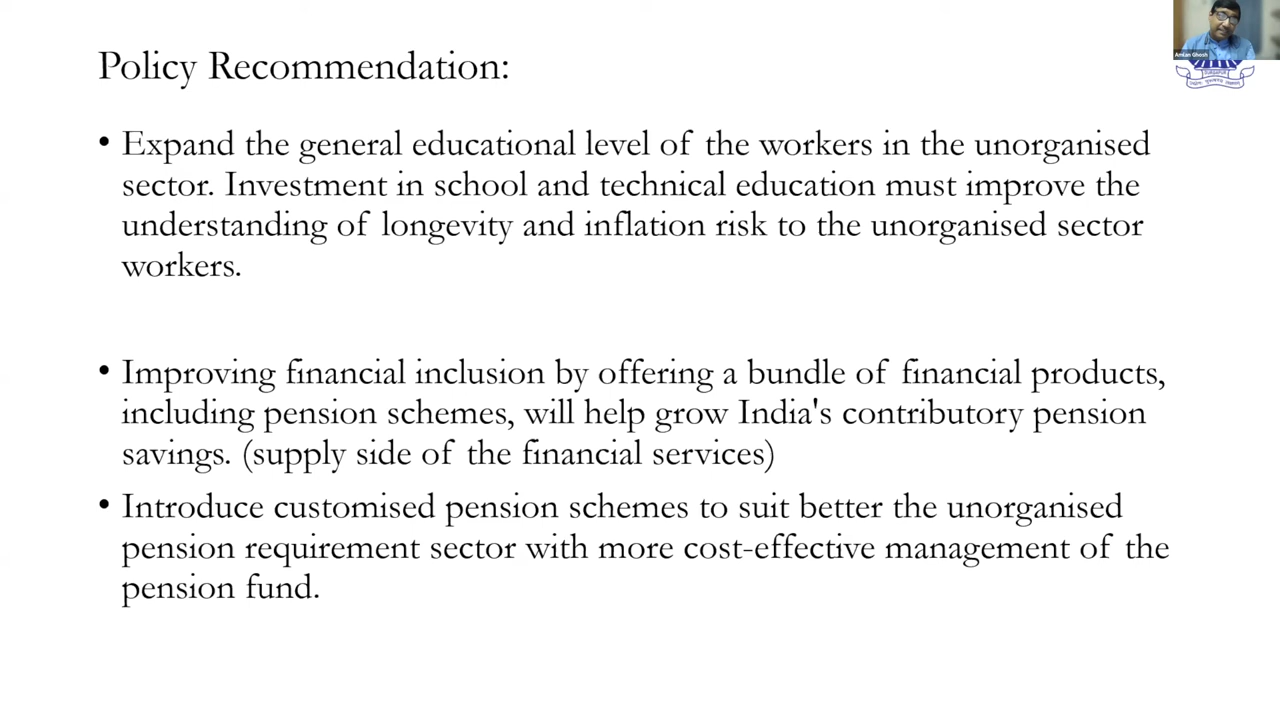 Policy Recommendation:
Amlan Ghosh
DURGAPUR
• Expand the general educational level of the workers in the unorganised
sector. Investment in school and technical education must improve the
understanding of longevity and inflation risk to the unorganised sector
workers.
• Improving financial inclusion by offering a bundle of financial products,
including pension schemes, will help grow India's contributory pension
savings. (supply side of the financial services)
• Introduce customised pension schemes to suit better the unorganised
pension requirement sector with more cost-effective management of the
pension fund.